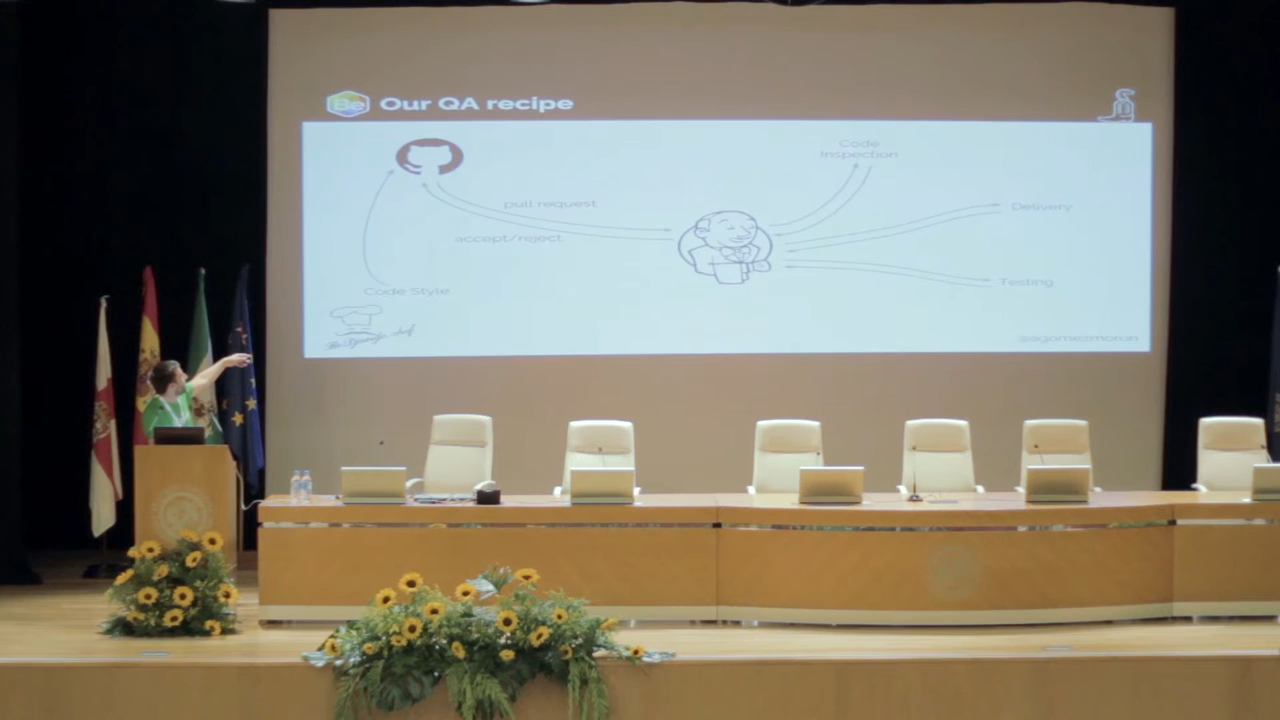 Be
Our QA recipe
Code
Inspection
pull request
Delivery
accept/reject
Testing
Code Style
@agomezmoron